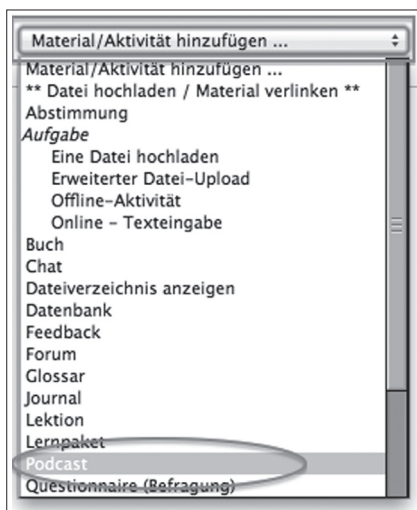 Material/Aktivität hinzufügen ...
Material/Aktivität hinzufügen ...
** Datei hochladen / Material verlinken **
Abstimmung
Aufgabe
Eine Datei hochladen
Erweiterter Datei-Upload
Offline-Aktivität
Online - Texteingabe
Buch
Chat
Dateiverzeichnis anzeigen
Datenbank
Feedback
Forum
Glossar
Journal
Lektion
Lernpaket
Podcast
Questionnaire (Befragung)